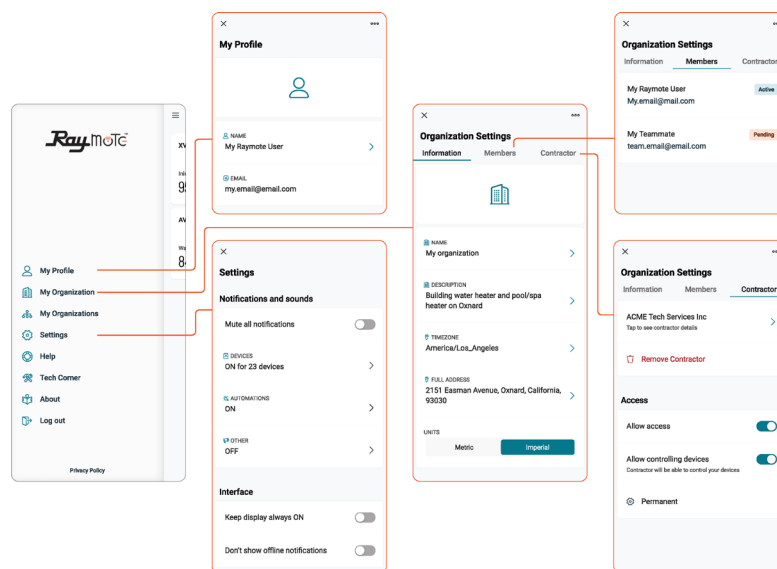 RayMOTE™
XV
Inl
95
AV
Wa
84
My Profile
My Organization
My Organizations
Settings
Help
Tech Corner
About
Log out
Privacy Policy
My Profile
NAME
My Raymote User
EMAIL
my.email@email.com
Settings
Notifications and sounds
Mute all notifications
DEVICES
ON for 23 devices
AUTOMATIONS
ON
OTHER
OFF
Interface
Keep display always ON
Don't show offline notifications
Organization Settings
Information Members Contractor
NAME
My organization
DESCRIPTION
Building water heater and pool/spa
heater on Oxnard
TIMEZONE
America/Los_Angeles
FULL ADDRESS
2151 Easman Avenue, Oxnard, California,
93030
UNITS
Metric Imperial
Organization Settings
Information Members Contractor
My Raymote User Active
My.email@mail.com
My Teammate Pending
team.email@email.com
Organization Settings
Information Members Contractor
ACME Tech Services Inc
Tap to see contractor details
Remove Contractor
Access
Allow access
Allow controlling devices
Contractor will be able to control your devices
Permanent